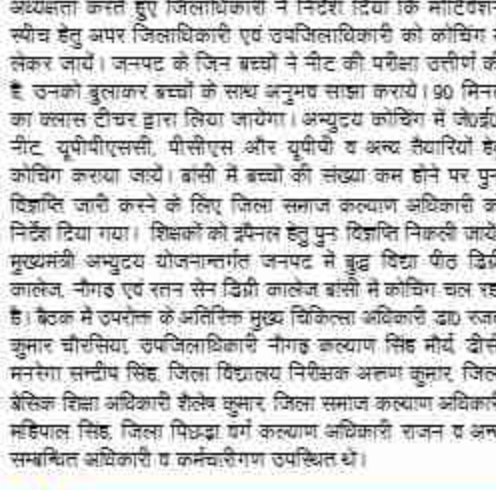 अध्यक्षता करते हुए जिलाधिकारी ने निर्देश दिया कि मोटिवेशन
स्पीच हेतु अपर जिलाधिकारी एवं उपजिलाधिकारी को कोचिंग
लेकर जायें। जनपद के जिन बच्चों ने नीट की परीक्षा उत्तीर्ण क
है, उनको बुलाकर बच्चों के साथ अनुभव साझा कराये। 90 मिन
का क्लास टीचर द्वारा लिया जायेगा। अभ्युदय कोचिंग में जे0ई0
नीट, यूपीपीएससी, पीसीएस और यूपीपी व अन्य तैयारियों हे
कोचिंग कराया जायें। बांसी में बच्चों की संख्या कम होने पर पुन
विज्ञप्ति जारी करने के लिए जिला समाज कल्याण अधिकारी क
निर्देश दिया गया। शिक्षकों को इंपैनल हेतु पुनः विज्ञप्ति निकली जाये
मुख्यमंत्री अभ्युदय योजनान्तर्गत जनपद में बुद्ध विद्या पीठ डिग्री
कालेज, नौगढ़ एवं रतन सेन डिग्री कालेज बांसी में कोचिंग चल रह
है। बैठक में उपरोक्त के अतिरिक्त मुख्य चिकित्सा अधिकारी डा0 रजत
कुमार चौरसिया, उपजिलाधिकारी नौगढ़ कल्याण सिंह मौर्य, डीसी
मनरेगा सन्दीप सिंह, जिला विद्यालय निरीक्षक अरूण कुमार, जिल
बेसिक शिक्षा अधिकारी शैलेष कुमार, जिला समाज कल्याण अधिकारी
महिपाल सिंह, जिला पिछड़ा वर्ग कल्याण अधिकारी राजन व अन्य
सम्बन्धित अधिकारी व कर्मचारीगण उपस्थित थें।